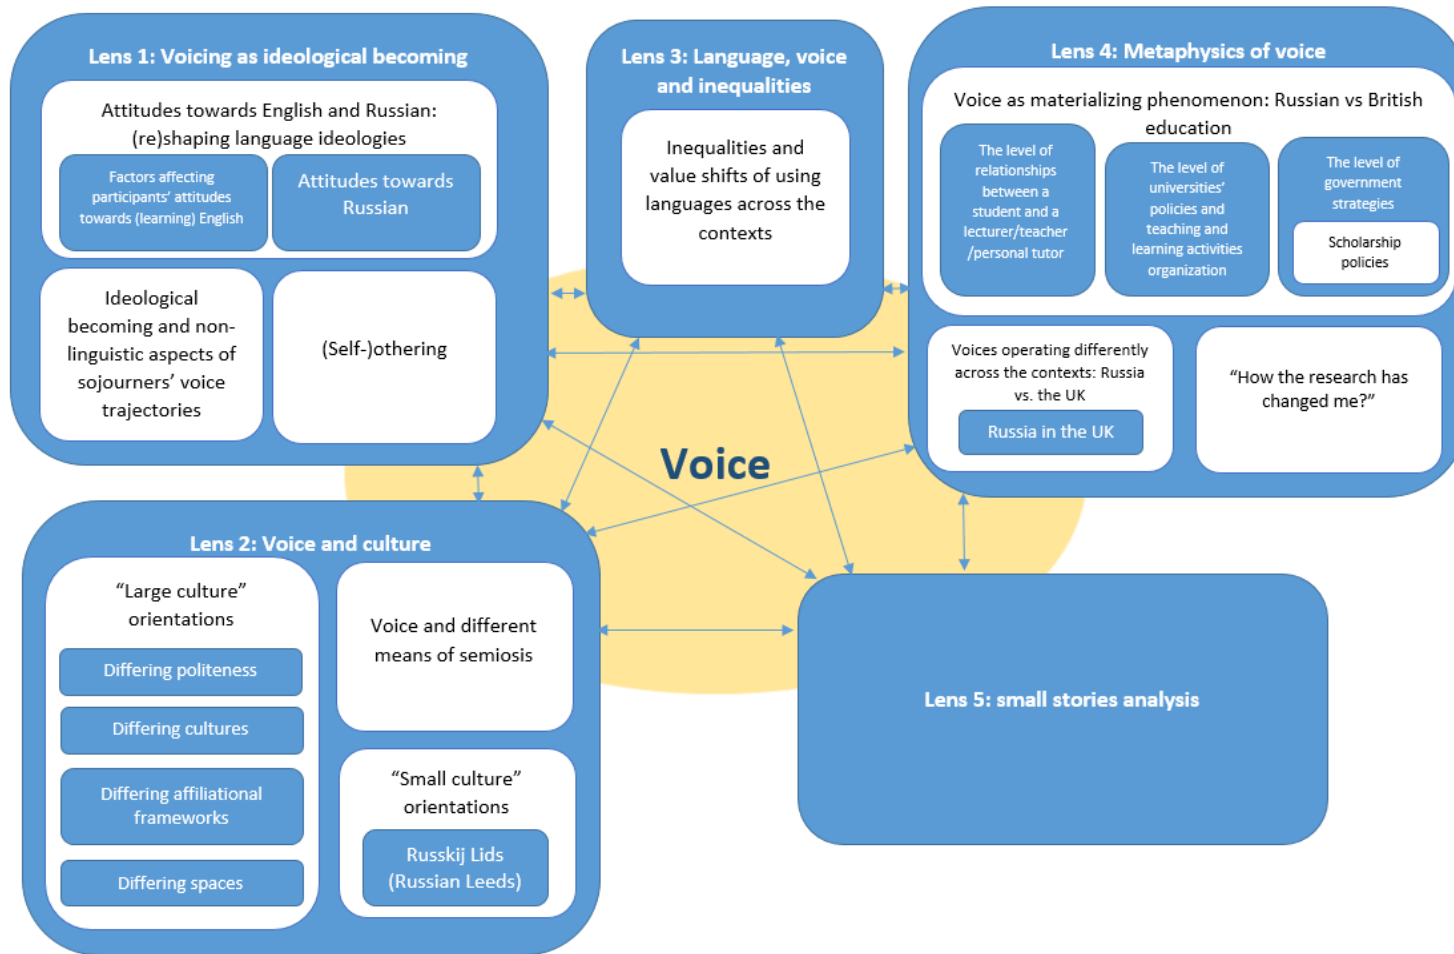 Lens 1: Voicing as ideological becoming
Attitudes towards English and Russian:
(re)shaping language ideologies
Factors affecting
participants’ attitudes
towards (learning) English
Attitudes towards
Russian
Ideological
becoming and non-
linguistic aspects of
sojourners’ voice
trajectories
(Self-)othering
Lens 3: Language, voice
and inequalities
Inequalities and
value shifts of using
languages across the
contexts
Lens 4: Metaphysics of voice
Voice as materializing phenomenon: Russian vs British
education
The level of
relationships
between a
student and a
lecturer/teacher
/personal tutor
The level of
universities’
policies and
teaching and
learning activities
organization
The level of
government
strategies
Scholarship
policies
Voices operating differently
across the contexts: Russia
vs. the UK
Russia in the UK
“How the research has
changed me?”
Voice
Lens 2: Voice and culture
“Large culture”
orientations
Differing politeness
Differing cultures
Differing affiliational
frameworks
Differing spaces
Voice and different
means of semiosis
“Small culture”
orientations
Russkij Lids
(Russian Leeds)
Lens 5: small stories analysis